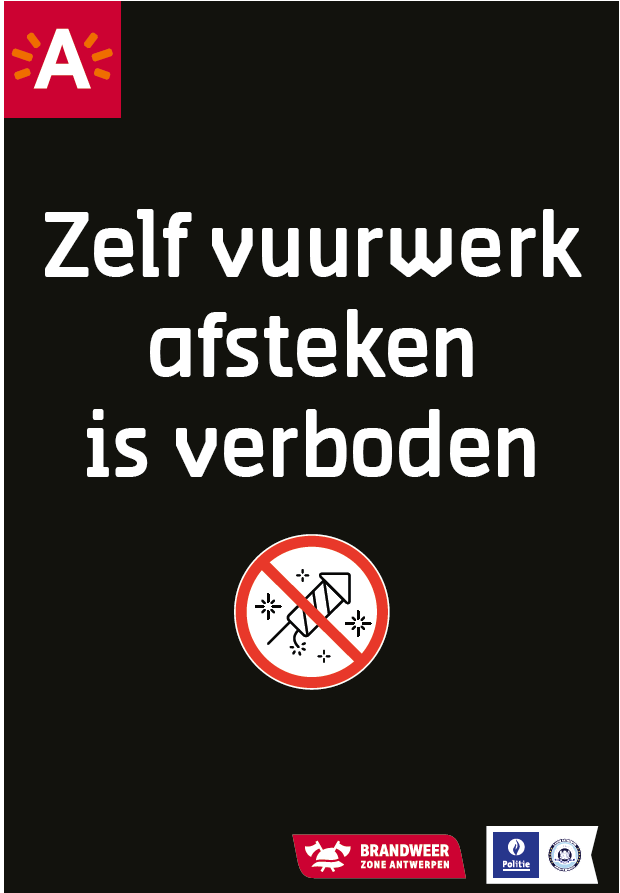 A
Zelf vuurwerk
afsteken
is verboden
BRANDWEER
ZONE ANTWERPEN
Politie